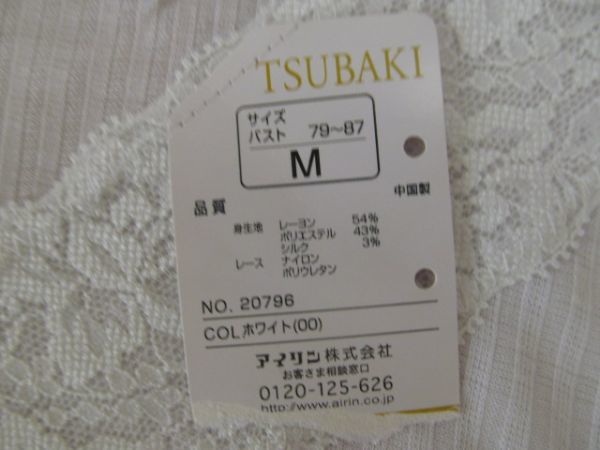 TSUBAKI
サイズ
バスト 79〜87
M
中国製
品質
身生地 レーヨン 54%
ポリエステル 43%
シルク 3%
レース ナイロン
ポリウレタン
NO. 20796
COL ホワイト(00)
アイリン株式会社
お客さま相談窓口
0120-125-626
http://www.airin.co.jp